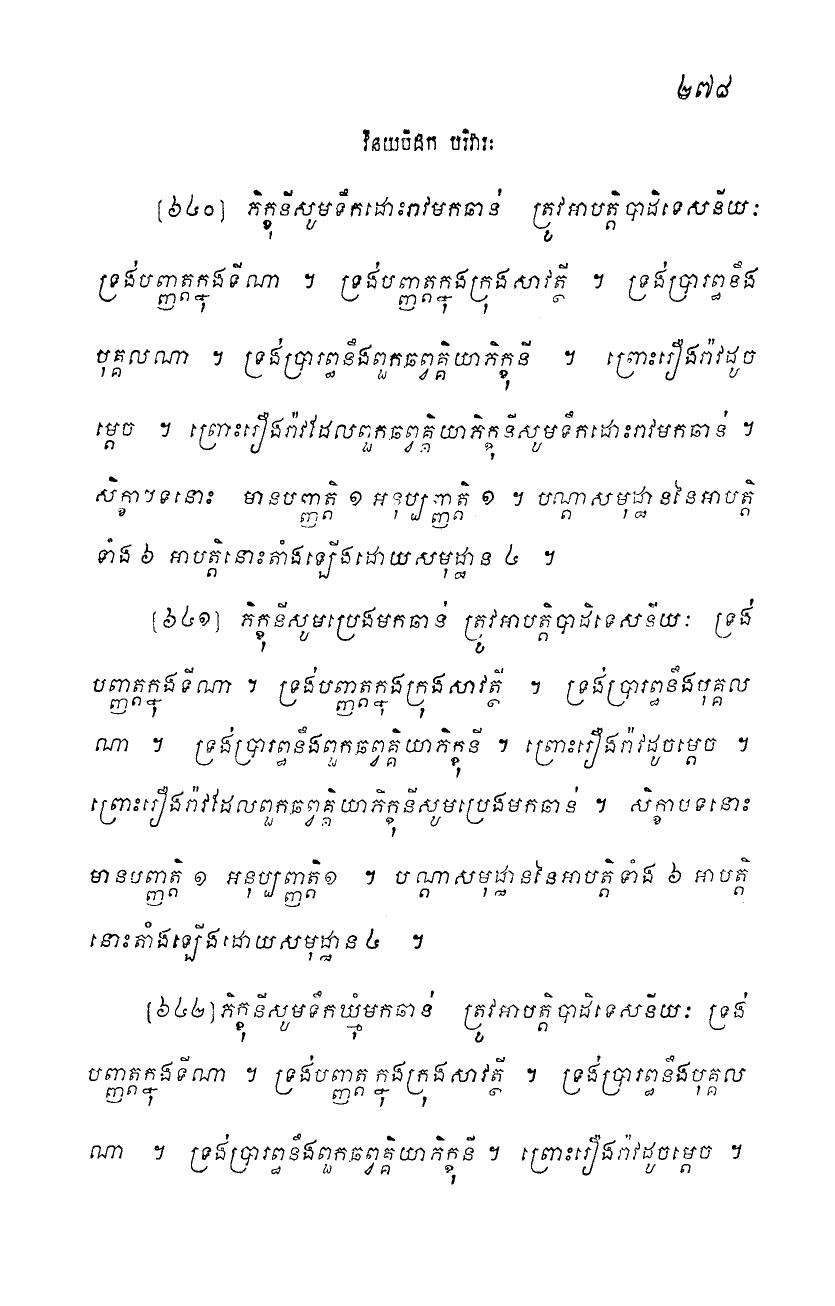 ២៧៨
វិនយបិដក បរិវារៈ
(៦៤០) ភិក្ខុនីសូមទឹកដោះរាវមកឆាន់ ត្រូវអាបត្តិបាដិទេសនីយៈ
ទ្រង់បញ្ញត្តក្នុងទីណា ។ ទ្រង់បញ្ញត្តក្នុងក្រុងសាវត្ថី ។ ទ្រង់ប្រារព្ធនឹង
បុគ្គលណា ។ ទ្រង់ប្រារព្ធនឹងពួកឆព្វគ្គិយាភិក្ខុនី ។ ព្រោះរឿងរ៉ាវដូច
ម្តេច ។ ព្រោះរឿងរ៉ាវដែលពួកឆព្វគ្គិយាភិក្ខុនីសូមទឹកដោះរាវមកឆាន់ ។
សិក្ខាបទនោះ មានបញ្ញត្តិ ១ អនុប្បញ្ញត្តិ ១ ។ បណ្តាសមុដ្ឋាននៃអាបត្តិ
ទាំង ៦ អាបត្តិនោះតាំងឡើងដោយសមុដ្ឋាន ៤ ។
(៦៤១) ភិក្ខុនីសូមប្រេងមកឆាន់ ត្រូវអាបត្តិបាដិទេសនីយៈ ទ្រង់
បញ្ញត្តក្នុងទីណា ។ ទ្រង់បញ្ញត្តក្នុងក្រុងសាវត្ថី ។ ទ្រង់ប្រារព្ធនឹងបុគ្គល
ណា ។ ទ្រង់ប្រារព្ធនឹងពួកឆព្វគ្គិយាភិក្ខុនី ។ ព្រោះរឿងរ៉ាវដូចម្តេច ។
ព្រោះរឿងរ៉ាវដែលពួកឆព្វគ្គិយាភិក្ខុនីសូមប្រេងមកឆាន់ ។ សិក្ខាបទនោះ
មានបញ្ញត្តិ ១ អនុប្បញ្ញត្តិ១ ។ បណ្តាសមុដ្ឋាននៃអាបត្តិទាំង ៦ អាបត្តិ
នោះតាំងឡើងដោយសមុដ្ឋាន ៤ ។
(៦៤២) ភិក្ខុនីសូមទឹកឃ្មុំមកឆាន់ ត្រូវអាបត្តិបាដិទេសនីយៈ ទ្រង់
បញ្ញត្តក្នុងទីណា ។ ទ្រង់បញ្ញត្តក្នុងក្រុងសាវត្ថី ។ ទ្រង់ប្រារព្ធនឹងបុគ្គល
ណា ។ ទ្រង់ប្រារព្ធនឹងពួកឆព្វគ្គិយាភិក្ខុនី ។ ព្រោះរឿងរ៉ាវដូចម្តេច ។